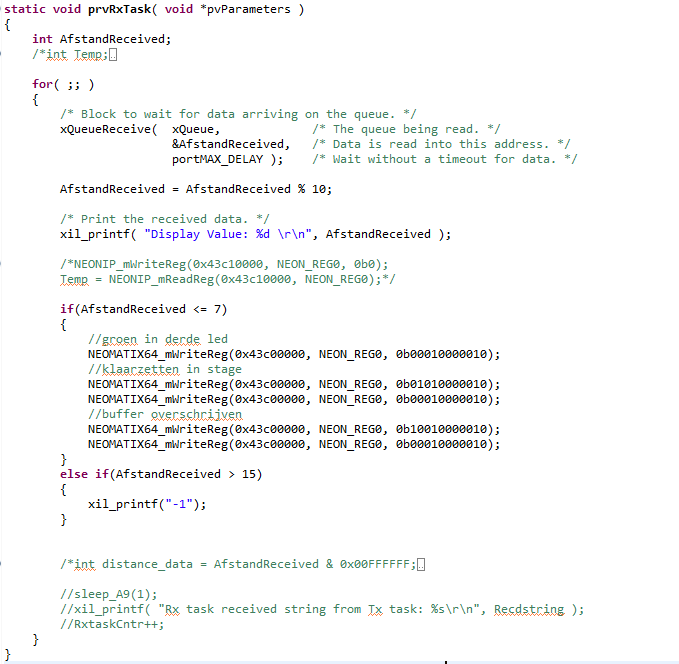 static void prvRxTask( void *pvParameters )
{
    int AfstandReceived;
    /*int Temp;

    for( ;; )
    {
        /* Block to wait for data arriving on the queue. */
        xQueueReceive(  xQueue,             /* The queue being read. */
                        &AfstandReceived,   /* Data is read into this address. */
                        portMAX_DELAY );    /* Wait without a timeout for data. */

        AfstandReceived = AfstandReceived % 10;

        /* Print the received data. */
        xil_printf( "Display Value: %d \r\n", AfstandReceived );

        /*NEONIP_mWriteReg(0x43c10000, NEON_REG0, 0b0);
        Temp = NEONIP_mReadReg(0x43c10000, NEON_REG0);*/

        if(AfstandReceived <= 7)
        {
            //groen in derde led
            NEOMATIX64_mWriteReg(0x43c00000, NEON_REG0, 0b00010000010);
            //klaarzetten in stage
            NEOMATIX64_mWriteReg(0x43c00000, NEON_REG0, 0b01010000010);
            NEOMATIX64_mWriteReg(0x43c00000, NEON_REG0, 0b00010000010);
            //buffer overschrijven
            NEOMATIX64_mWriteReg(0x43c00000, NEON_REG0, 0b10010000010);
            NEOMATIX64_mWriteReg(0x43c00000, NEON_REG0, 0b00010000010);
        }
        else if(AfstandReceived > 15)
        {
            xil_printf("-1");
        }


        /*int distance_data = AfstandReceived & 0x00FFFFFF;

        //sleep_A9(1);
        //xil_printf( "Rx task received string from Tx task: %s\r\n", Recdstring );
        //RxtaskCntr++;
    }
}